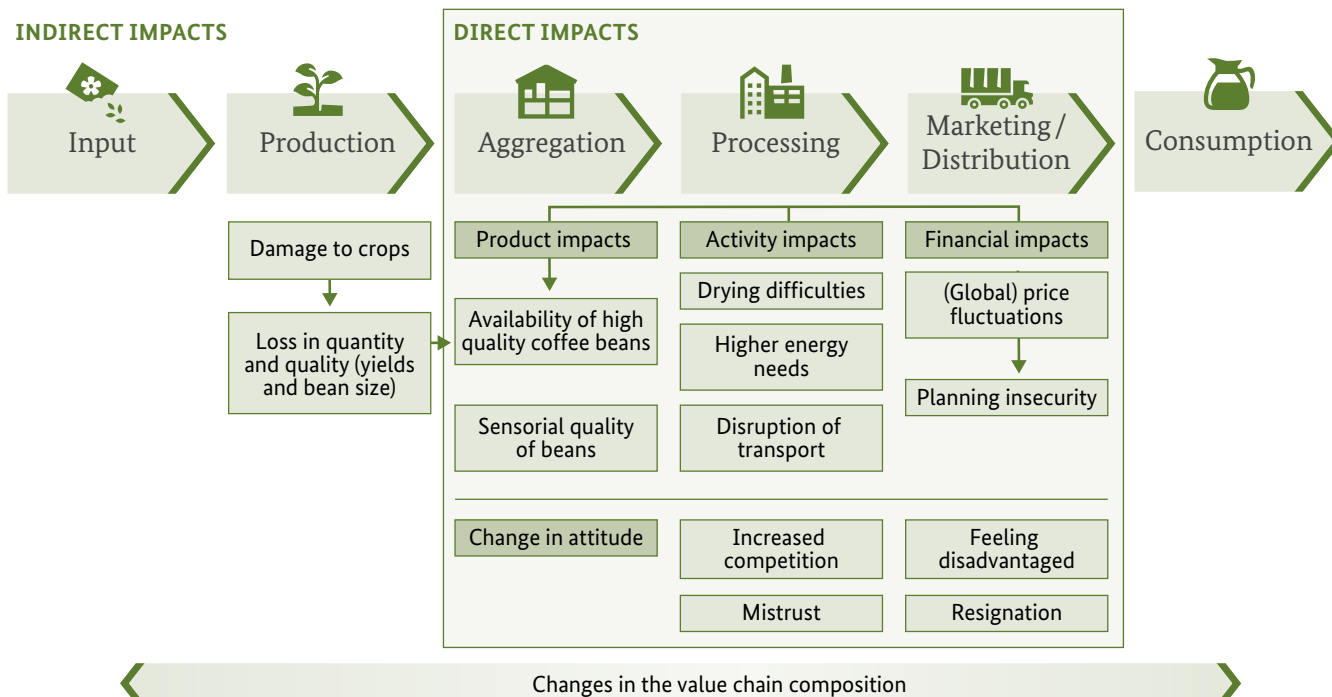 INDIRECT IMPACTS
DIRECT IMPACTS
Input
Production
Aggregation
Processing
Marketing/
Distribution
Consumption
Damage to crops
Loss in quantity
and quality (yields
and bean size)
Product impacts
Availability of high
quality coffee beans
Sensorial quality
of beans
Activity impacts
Drying difficulties
Higher energy
needs
Disruption of
transport
Financial impacts
(Global) price
fluctuations
Planning insecurity
Change in attitude
Increased
competition
Feeling
disadvantaged
Mistrust
Resignation
Changes in the value chain composition